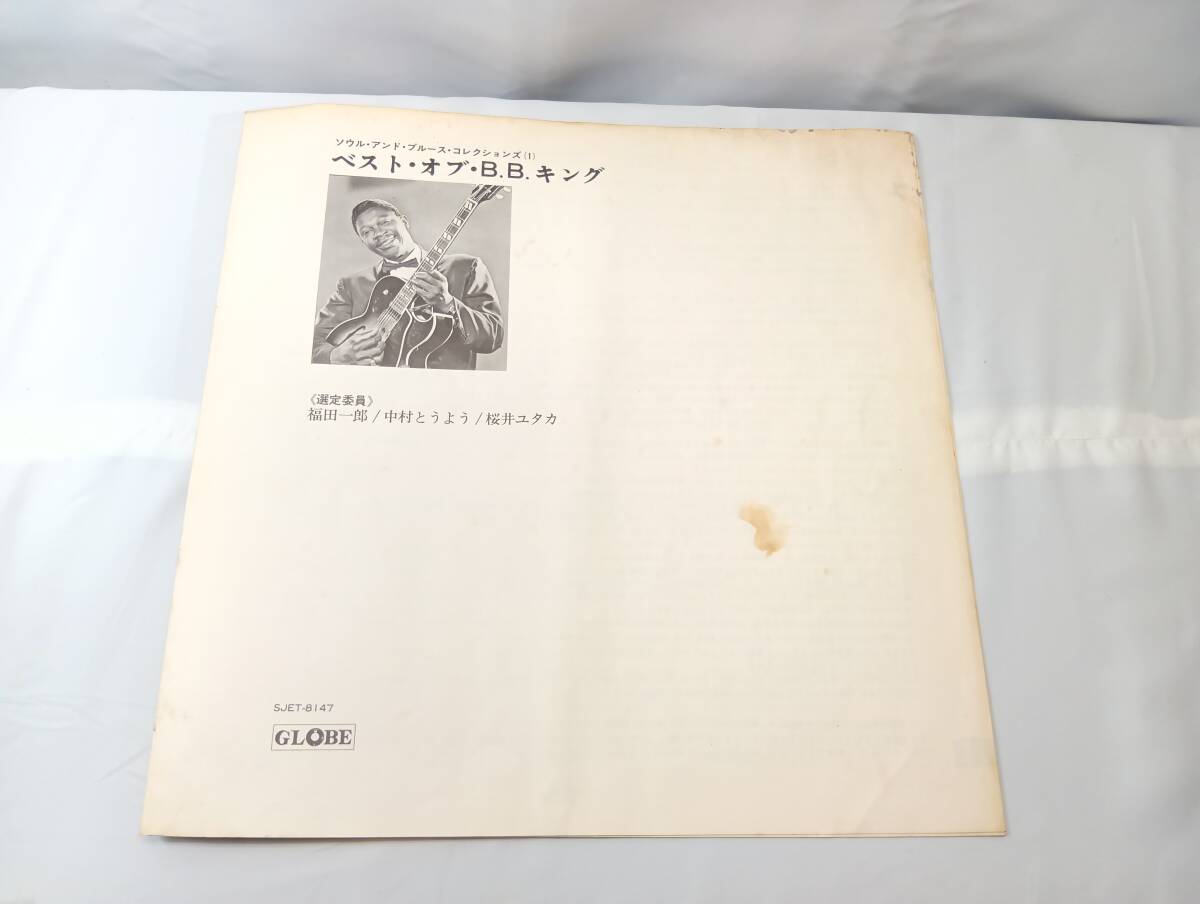 ソウル・アンド・ブルース・コレクションズ(1)
ベスト・オブ・B.B.キング
《選定委員》
福田一郎/中村とうよう/桜井ユタカ
SJET-8147
GLOBE